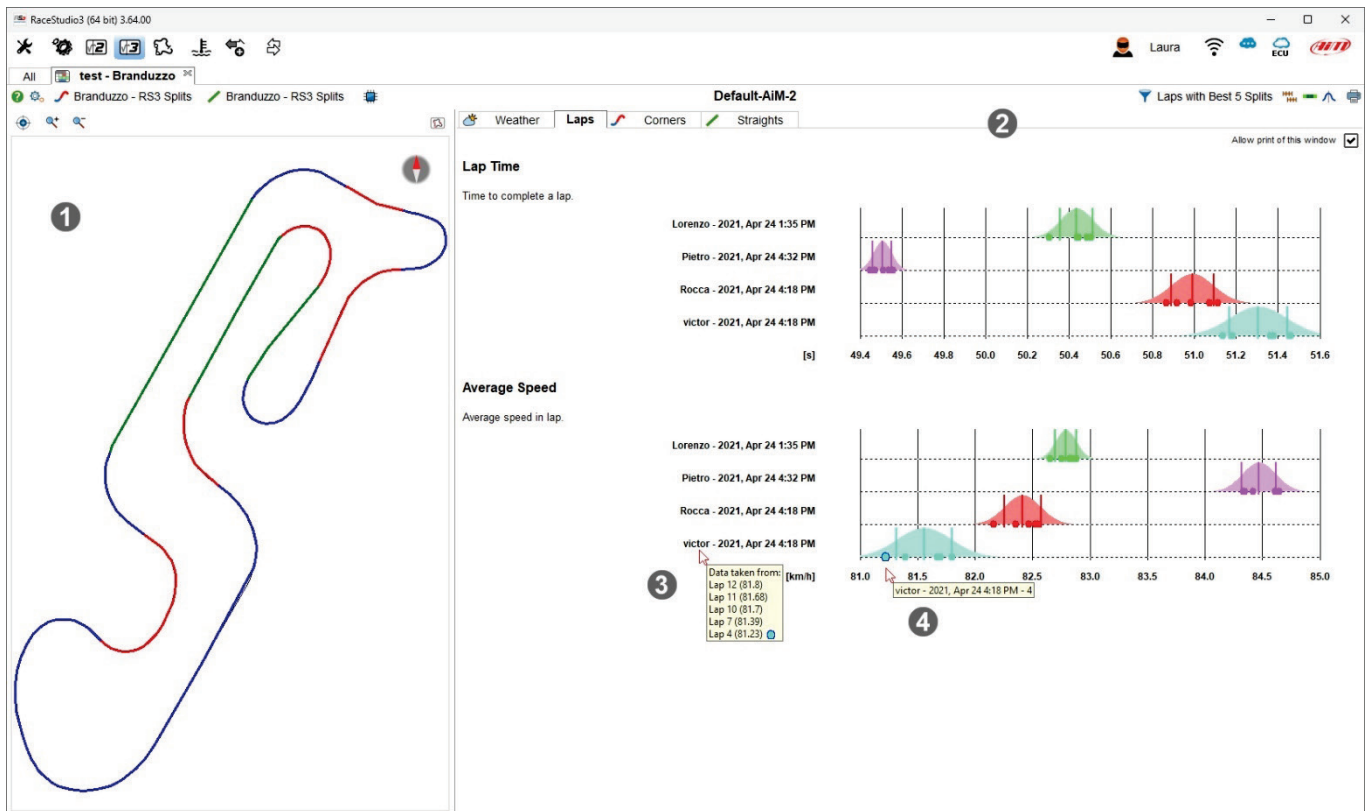 RaceStudio3 (64 bit) 3.64.00
Laura
ECU
AiM
All
test - Branduzzo
Branduzzo - RS3 Splits
Branduzzo - RS3 Splits
Default-AiM-2
Laps with Best 5 Splits
Weather
Laps
Corners
Straights
2
Allow print of this window
1
Lap Time
Time to complete a lap.
Lorenzo - 2021, Apr 24 1:35 PM
Pietro - 2021, Apr 24 4:32 PM
Rocca - 2021, Apr 24 4:18 PM
victor - 2021, Apr 24 4:18 PM
[s] 49.4 49.6 49.8 50.0 50.2 50.4 50.6 50.8 51.0 51.2 51.4 51.6
Average Speed
Average speed in lap.
Lorenzo - 2021, Apr 24 1:35 PM
Pietro - 2021, Apr 24 4:32 PM
Rocca - 2021, Apr 24 4:18 PM
victor - 2021, Apr 24 4:18 PM
[km/h] 81.0 81.5 82.0 82.5 83.0 83.5 84.0 84.5 85.0
3
Data taken from:
Lap 12 (81.8)
Lap 11 (81.68)
Lap 10 (81.7)
Lap 7 (81.39)
Lap 4 (81.23)
victor - 2021, Apr 24 4:18 PM - 4
4